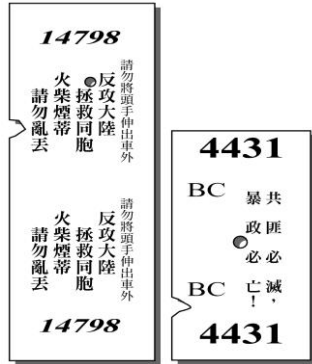 14798
請勿將頭手伸出車外
反攻大陸
拯救同胞
火柴煙蒂
請勿亂丟
請勿將頭手伸出車外
反攻大陸
拯救同胞
火柴煙蒂
請勿亂丟
14798
4431
BC
共匪必滅，
暴政必亡！
BC
4431